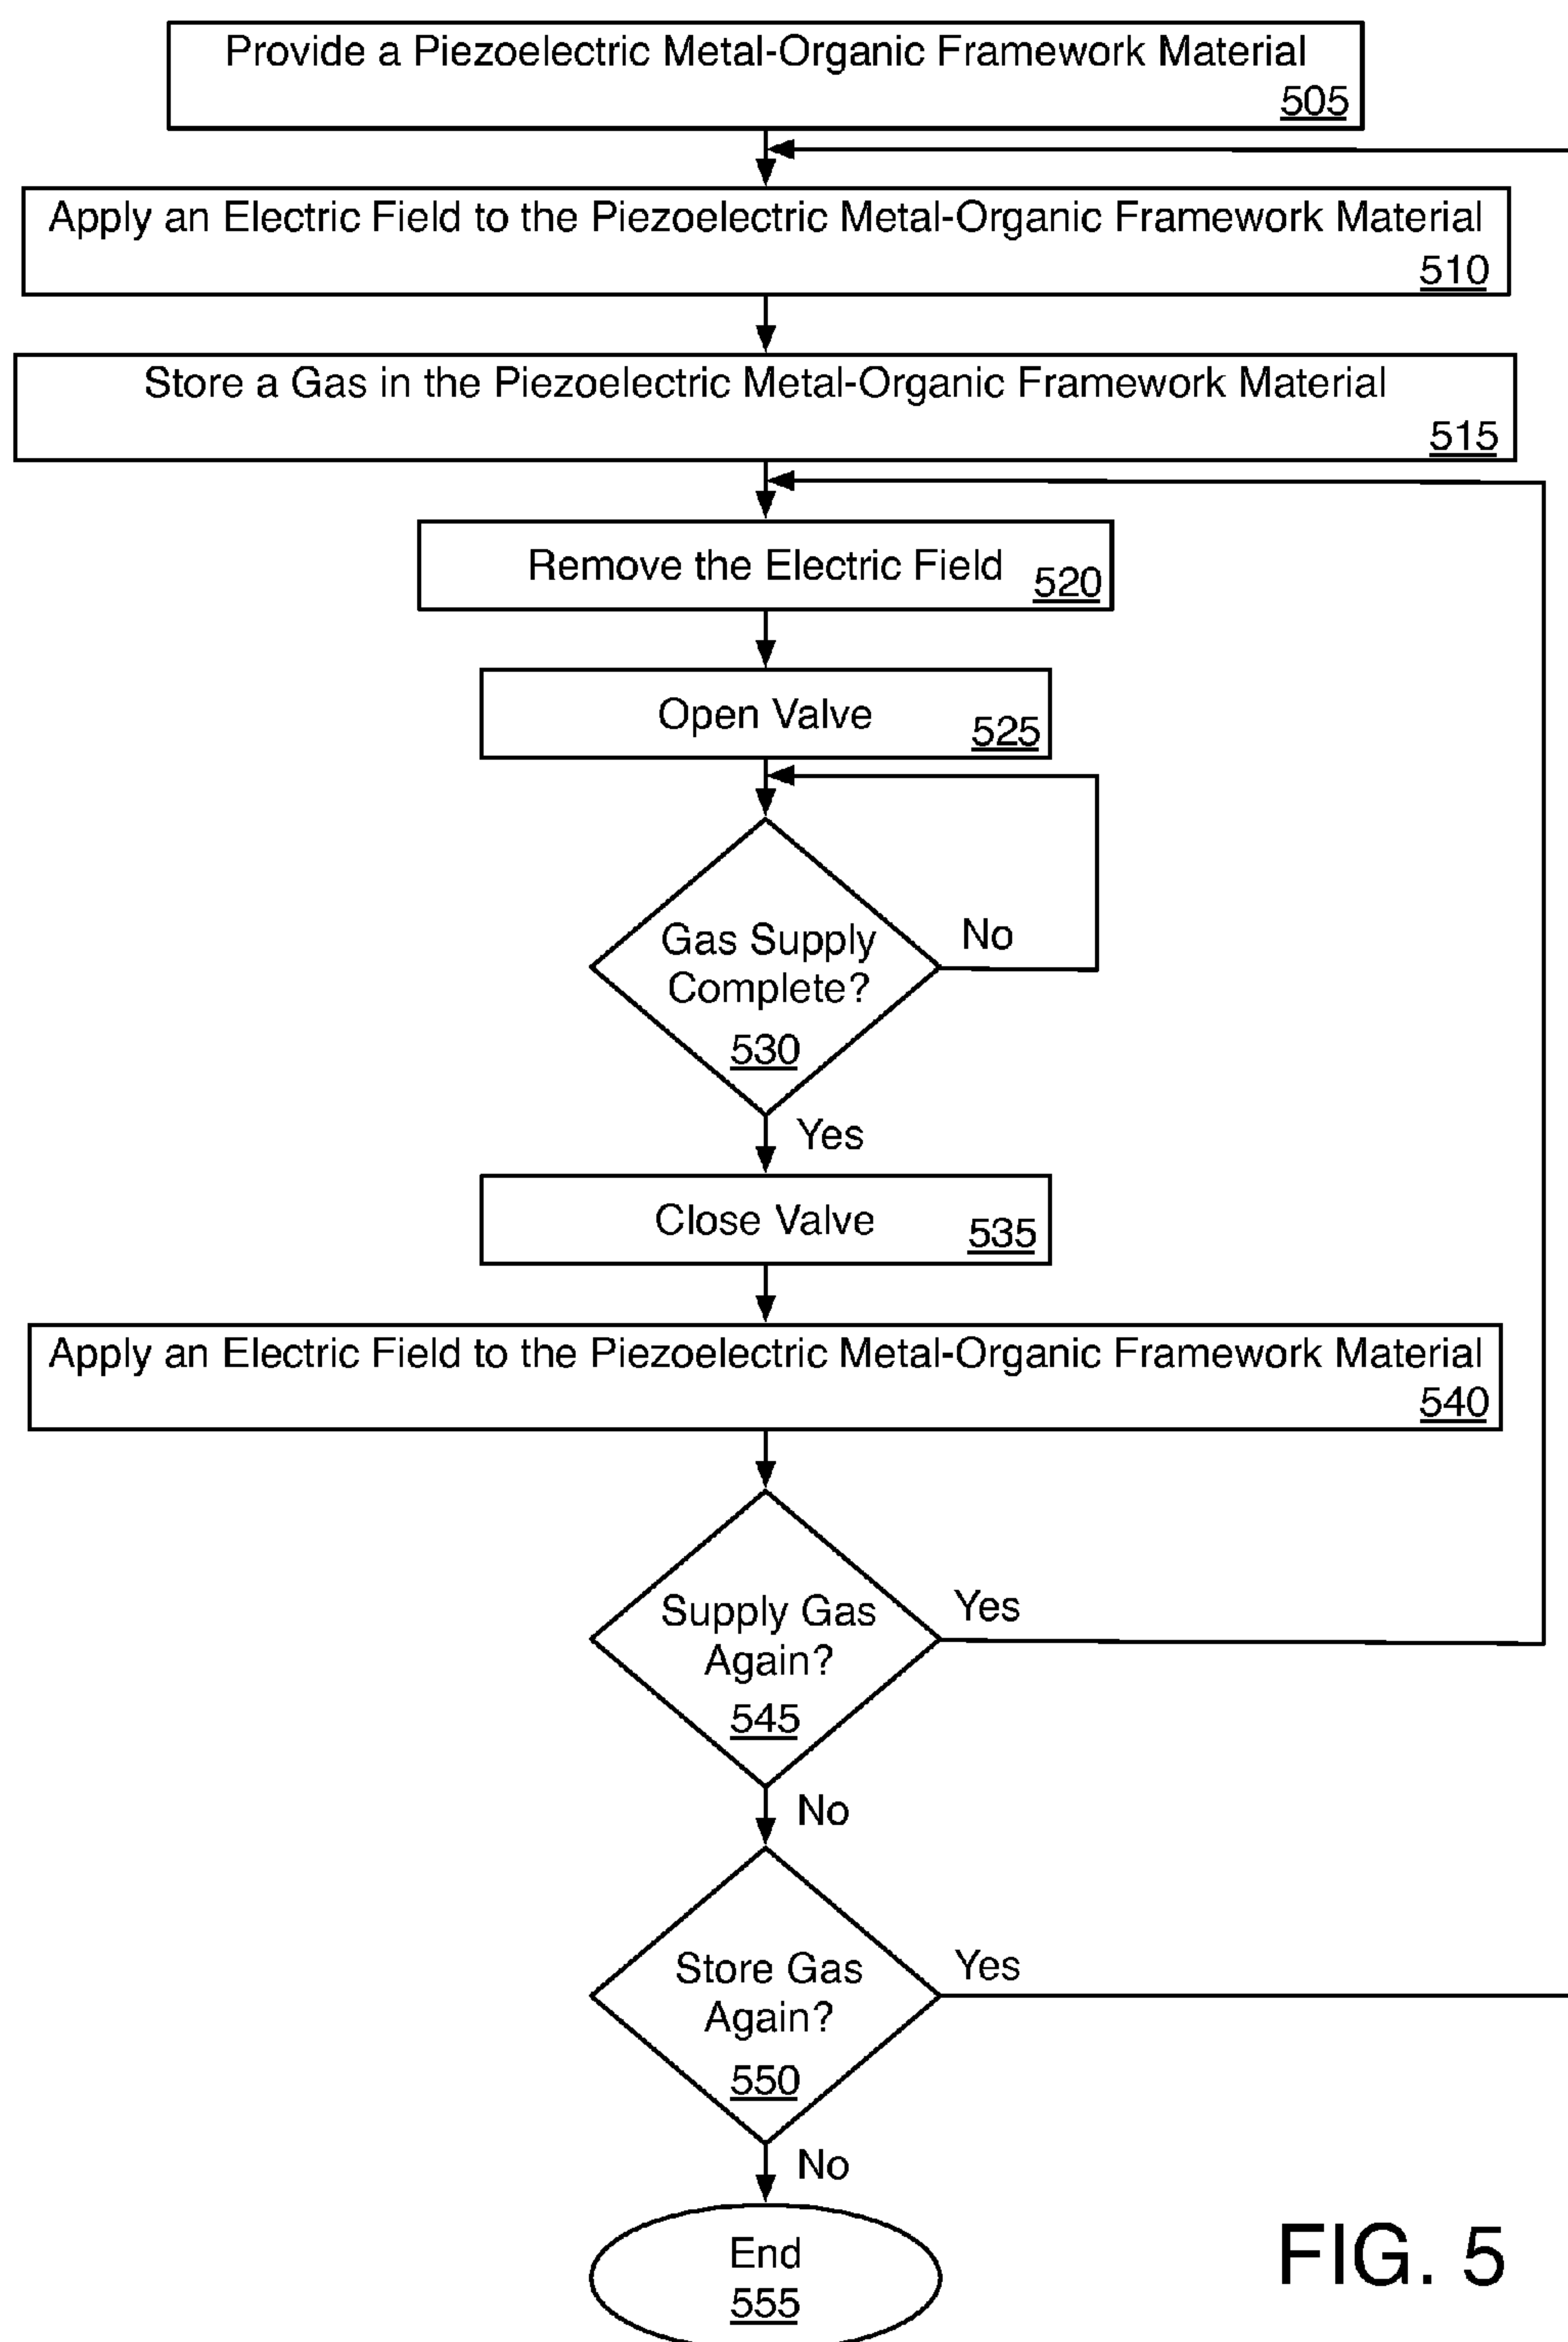 Provide a Piezoelectric Metal-Organic Framework Material
505
Apply an Electric Field to the Piezoelectric Metal-Organic Framework Material
510
Store a Gas in the Piezoelectric Metal-Organic Framework Material
515
Remove the Electric Field
520
Open Valve
525
Gas Supply
Complete?
530
No
Yes
Close Valve
535
Apply an Electric Field to the Piezoelectric Metal-Organic Framework Material
540
Supply Gas
Again?
545
Yes
No
Store Gas
Again?
550
Yes
No
End
555
FIG. 5